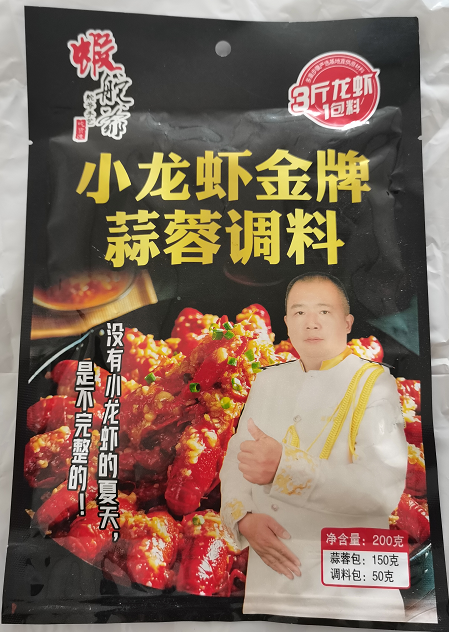 蝦航爺
3斤龙虾
1包料
小龙虾金牌
蒜蓉调料
没有小龙虾的夏天，
是不完整的！
净含量：200克
蒜蓉包：150克
调料包：50克